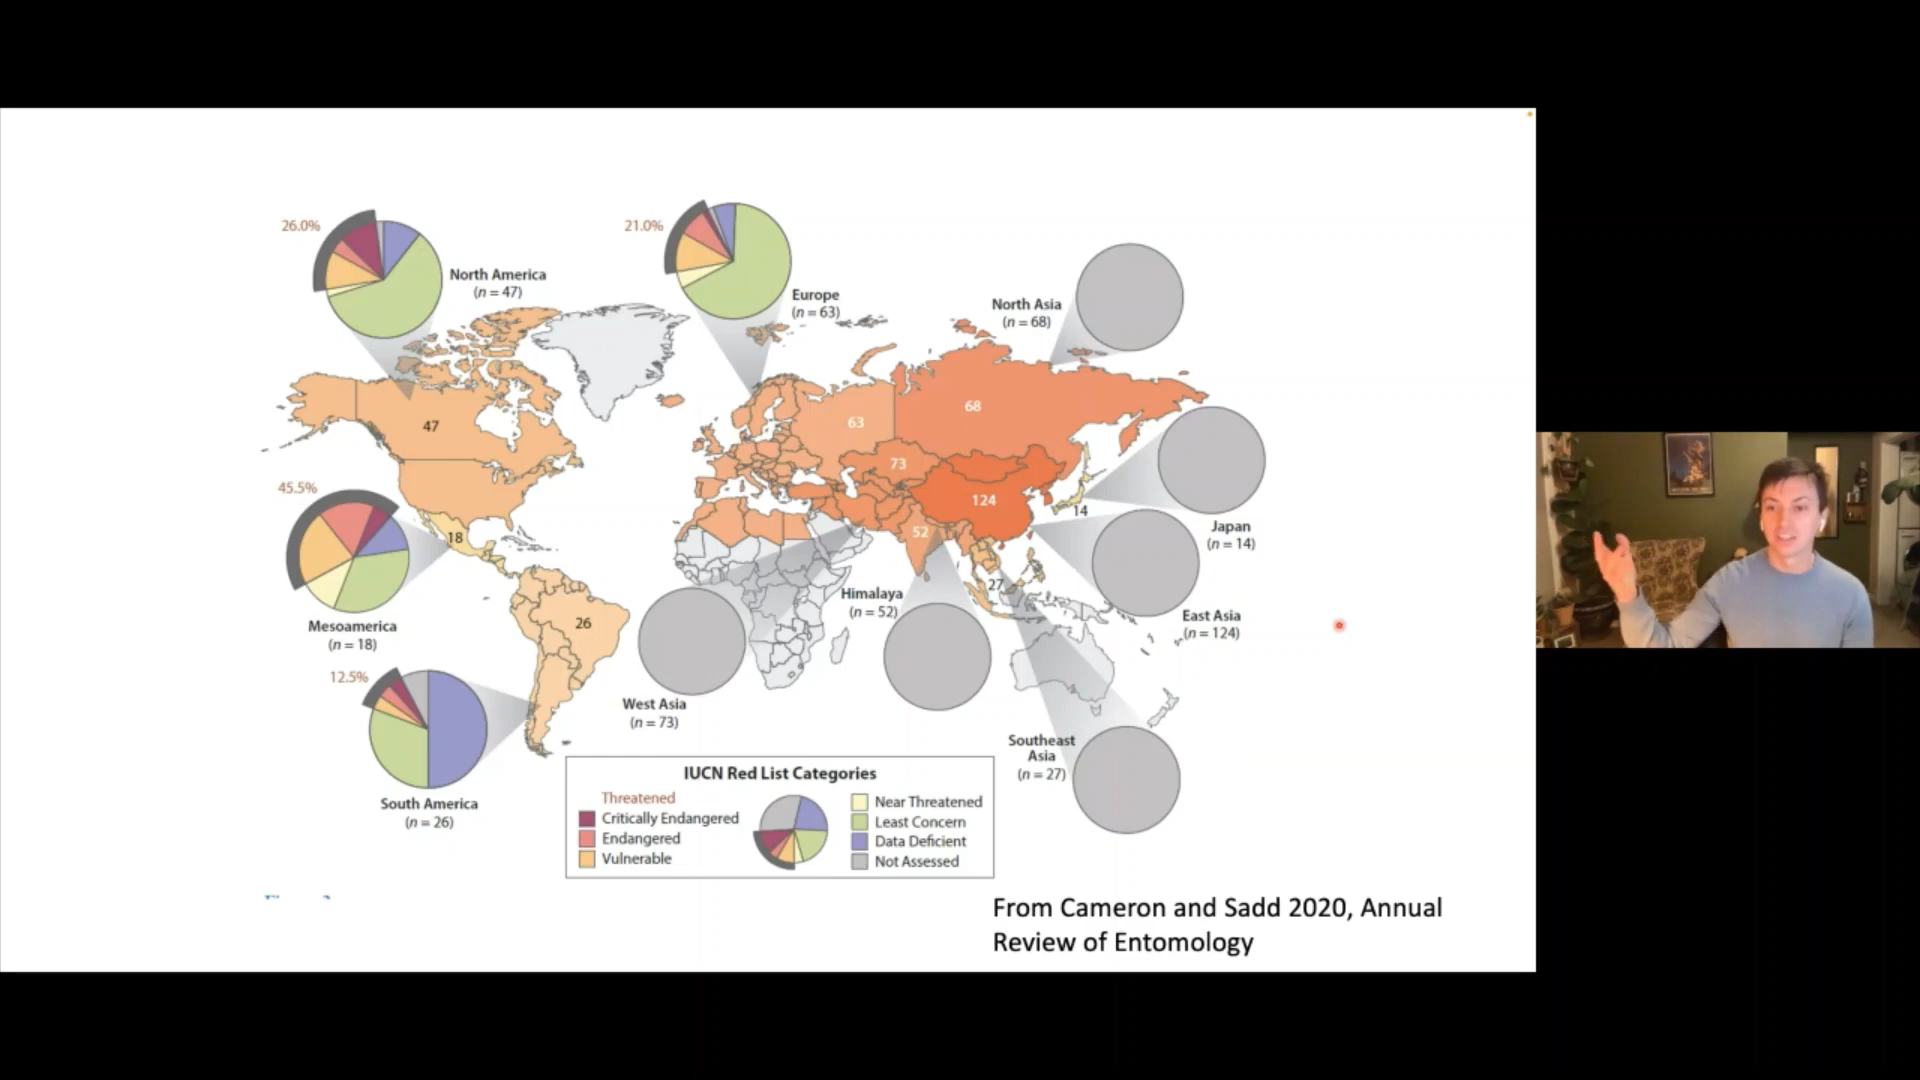 26.0%
North America
(n = 47)
21.0%
Europe
(n = 63)
North Asia
(n = 68)
47
63
68
73
124
52
14
18
27
26
45.5%
Mesoamerica
(n = 18)
12.5%
South America
(n = 26)
West Asia
(n = 73)
Himalaya
(n = 52)
Japan
(n = 14)
East Asia
(n = 124)
Southeast
Asia
(n = 27)
IUCN Red List Categories
Threatened
Critically Endangered
Endangered
Vulnerable
Near Threatened
Least Concern
Data Deficient
Not Assessed
From Cameron and Sadd 2020, Annual
Review of Entomology